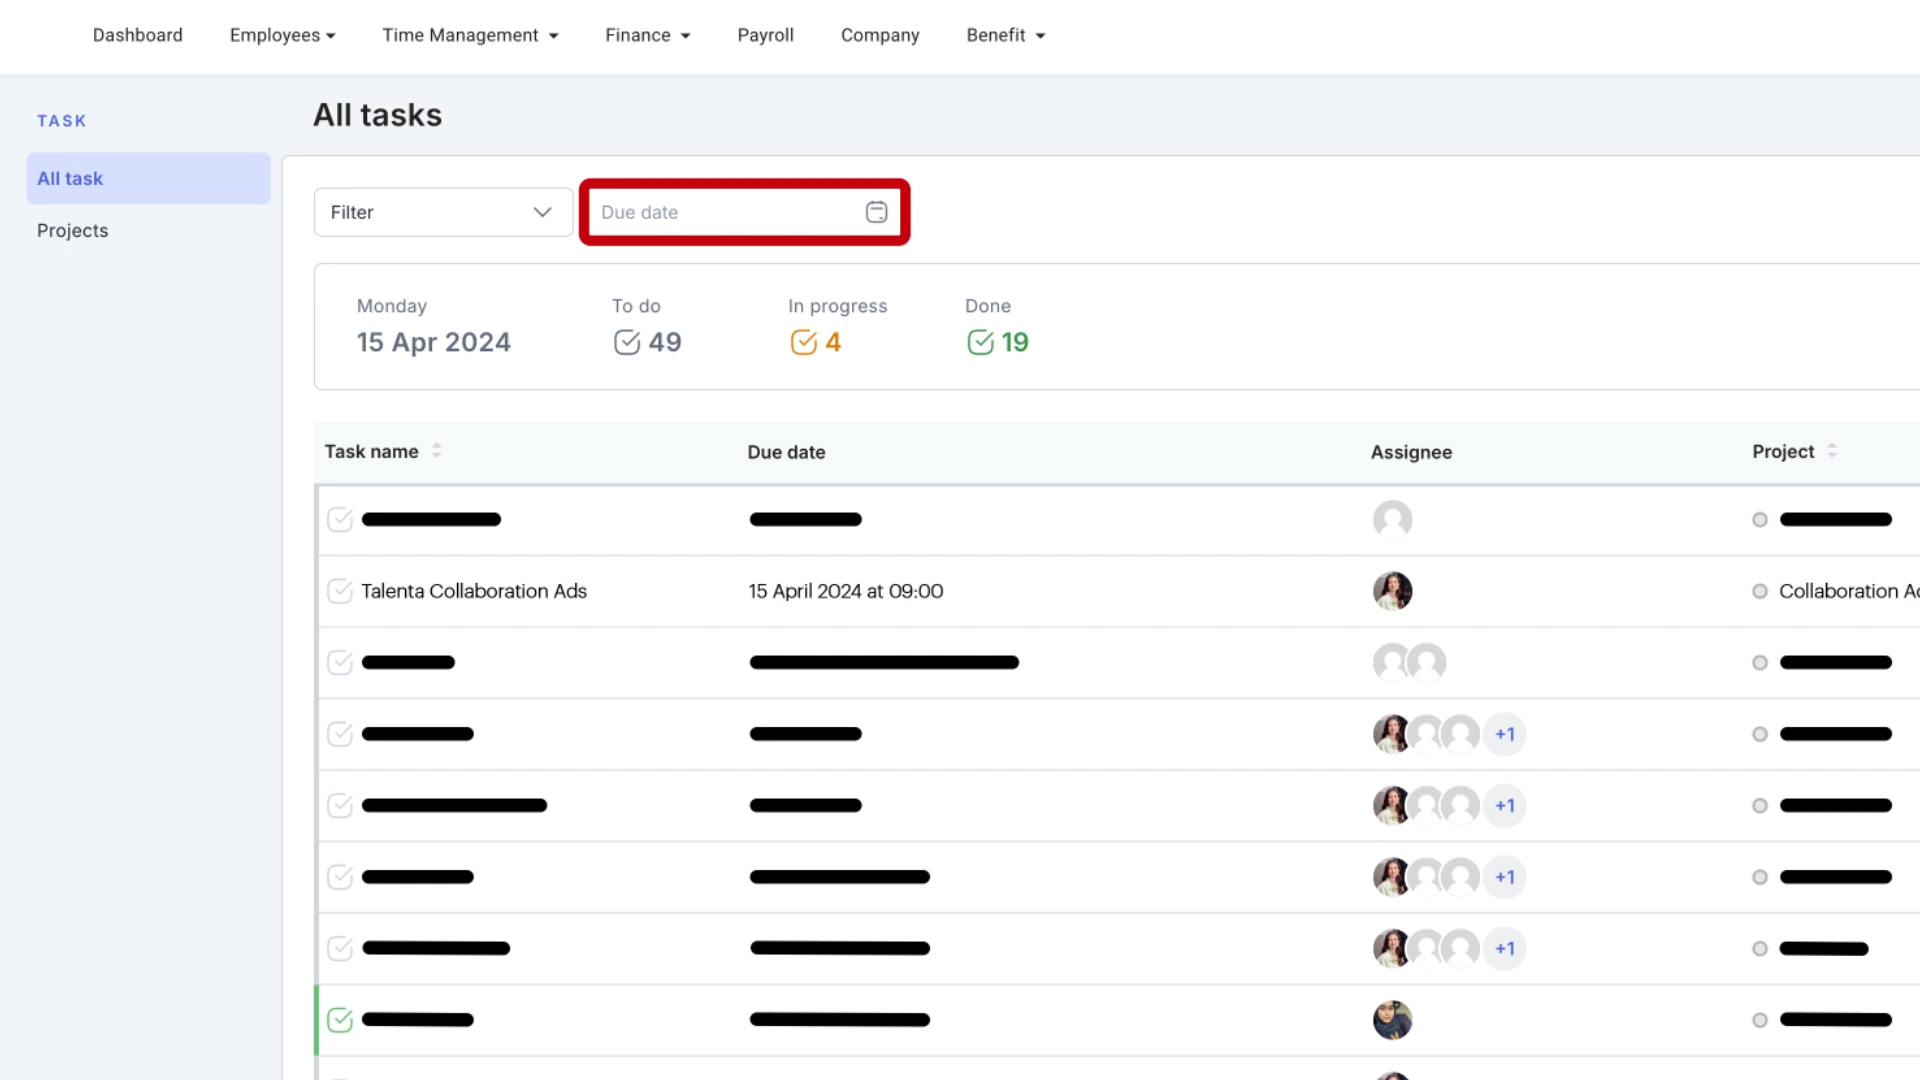 Dashboard Employees Time Management Finance Payroll Company Benefit
TASK
All task
Projects
All tasks
Filter
Due date
Monday To do In progress Done
15 Apr 2024 49 4 19
Task name Due date Assignee Project
Talenta Collaboration Ads 15 April 2024 at 09:00 Collaboration
+1
+1
+1
+1